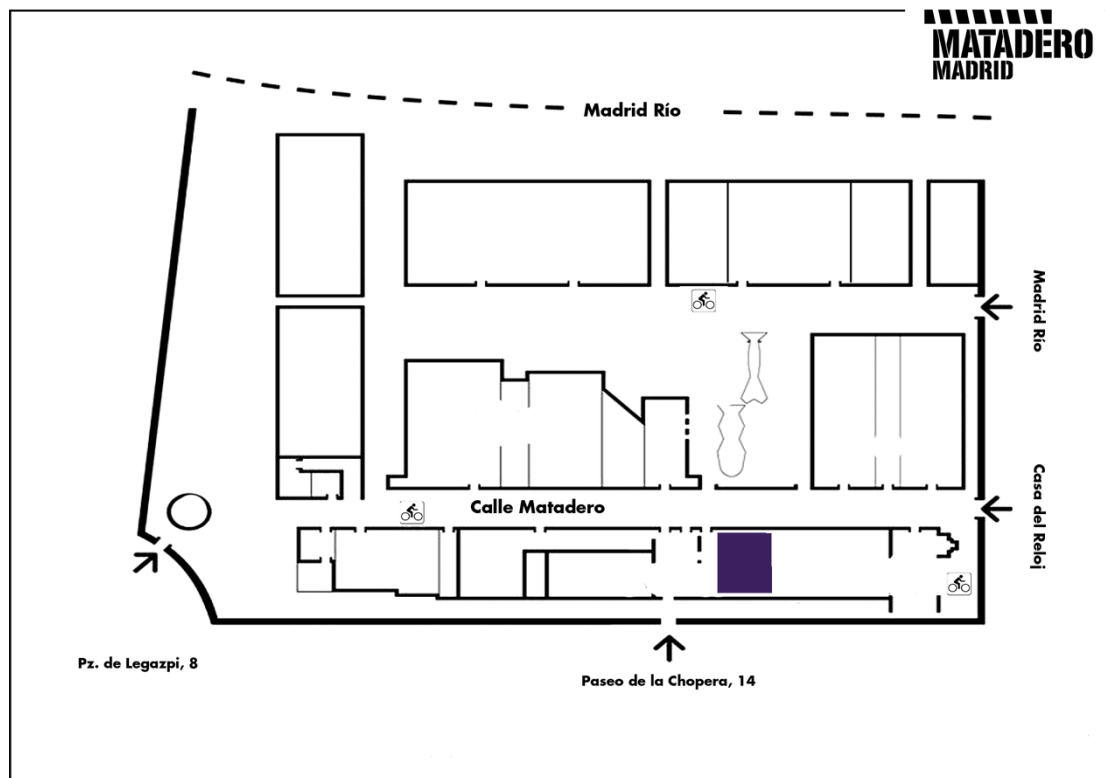 MATADERO
MADRID
Madrid Río
Madrid Río
Casa del Reloj
Calle Matadero
Pz. de Legazpi, 8
Paseo de la Chopera, 14